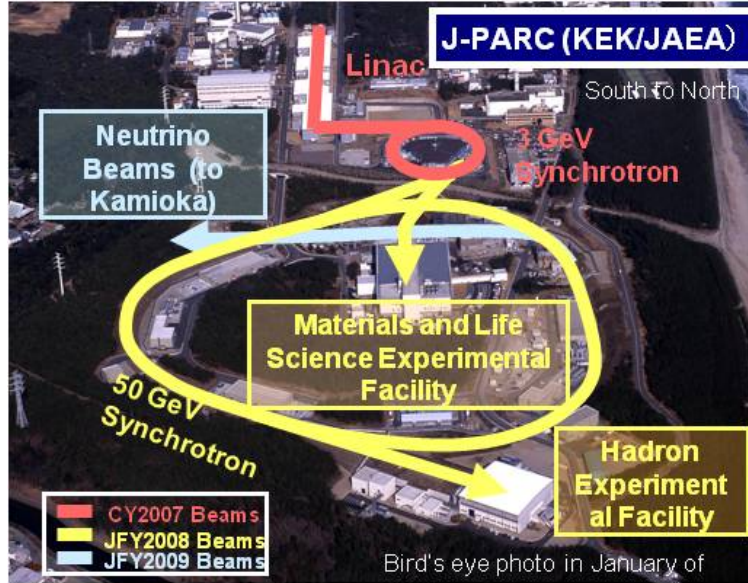 J-PARC (KEK/JAEA）
Linac
South to North
Neutrino
Beams (to
Kamioka)
3 GeV
Synchrotron
Materials and Life
Science Experimental
Facility
50 GeV
Synchrotron
Hadron
Experiment
al Facility
CY2007 Beams
JFY2008 Beams
JFY2009 Beams
Bird's eye photo in January of